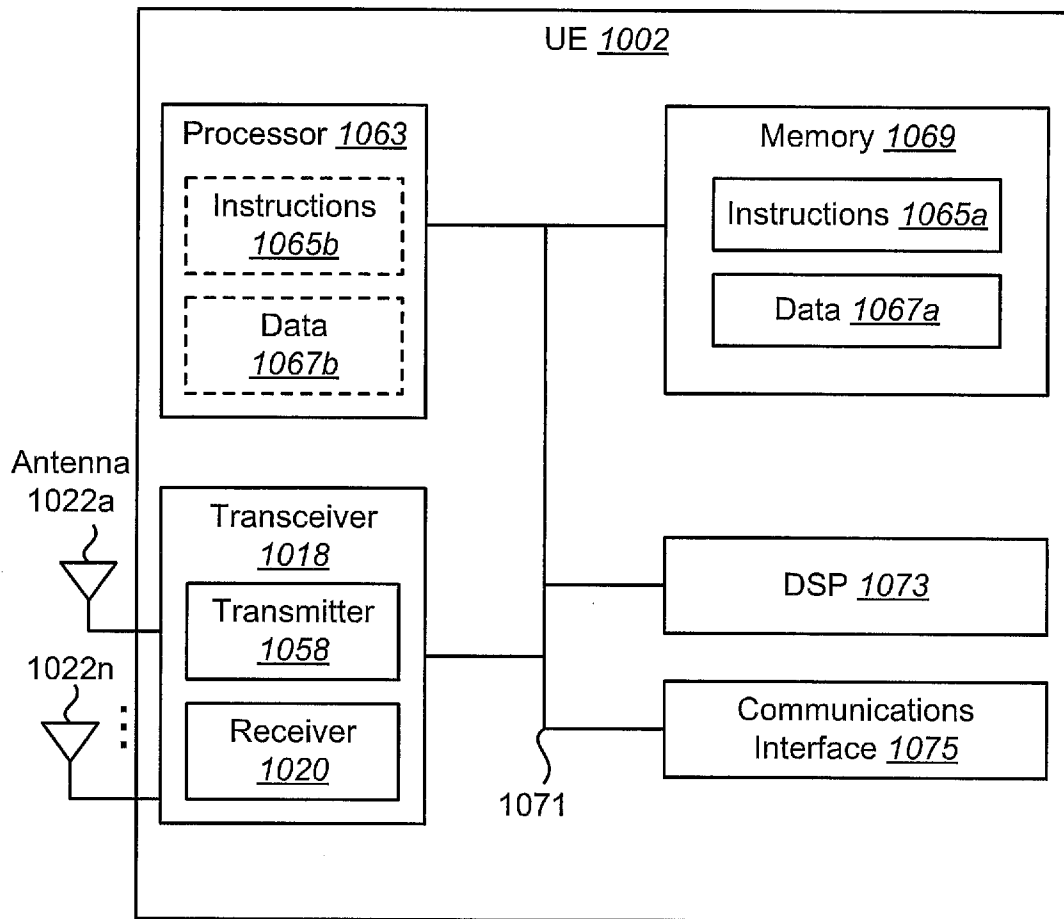 UE 1002
Processor 1063
Instructions
1065b
Data
1067b
Memory 1069
Instructions 1065a
Data 1067a
Antenna
1022a
1022n
Transceiver
1018
Transmitter
1058
Receiver
1020
DSP 1073
Communications
Interface 1075
1071